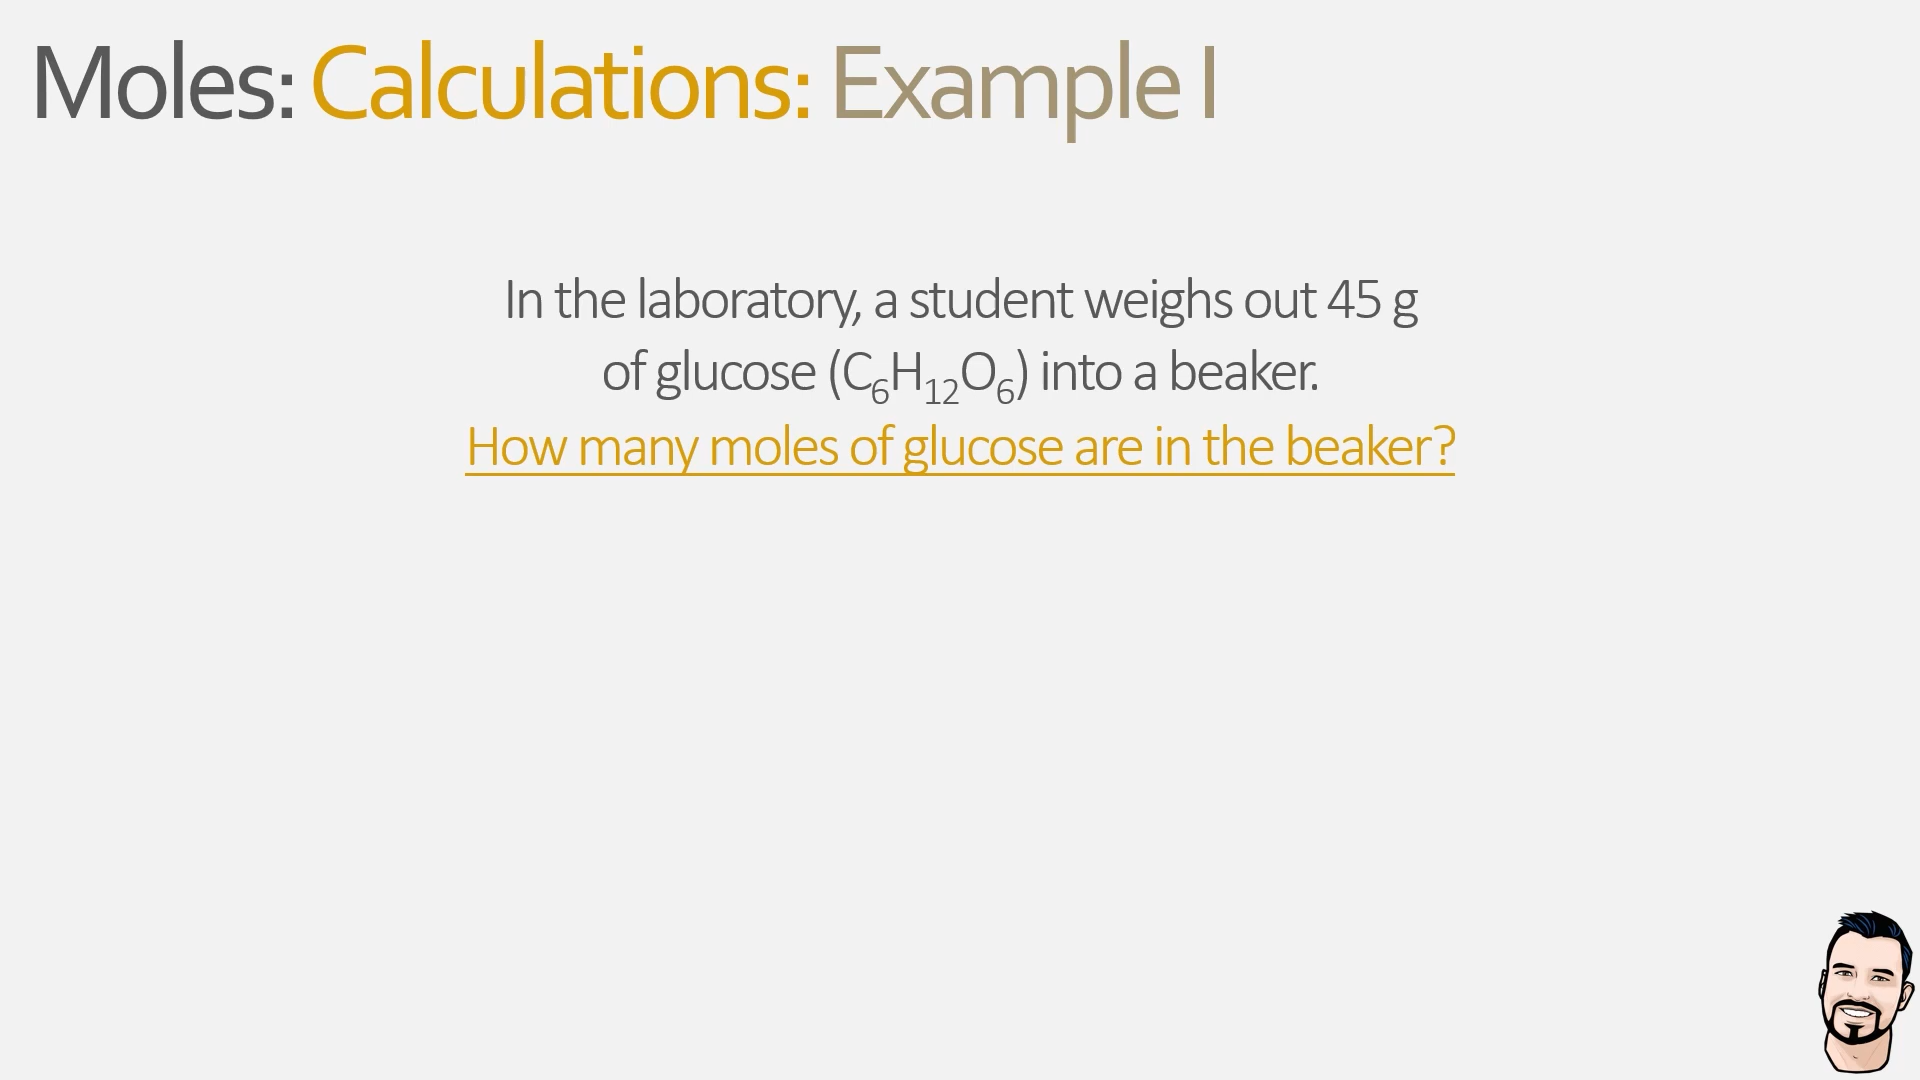 Moles: Calculations: Example I
In the laboratory, a student weighs out 45 g
of glucose (C₆H₁₂O₆) into a beaker.
How many moles of glucose are in the beaker?